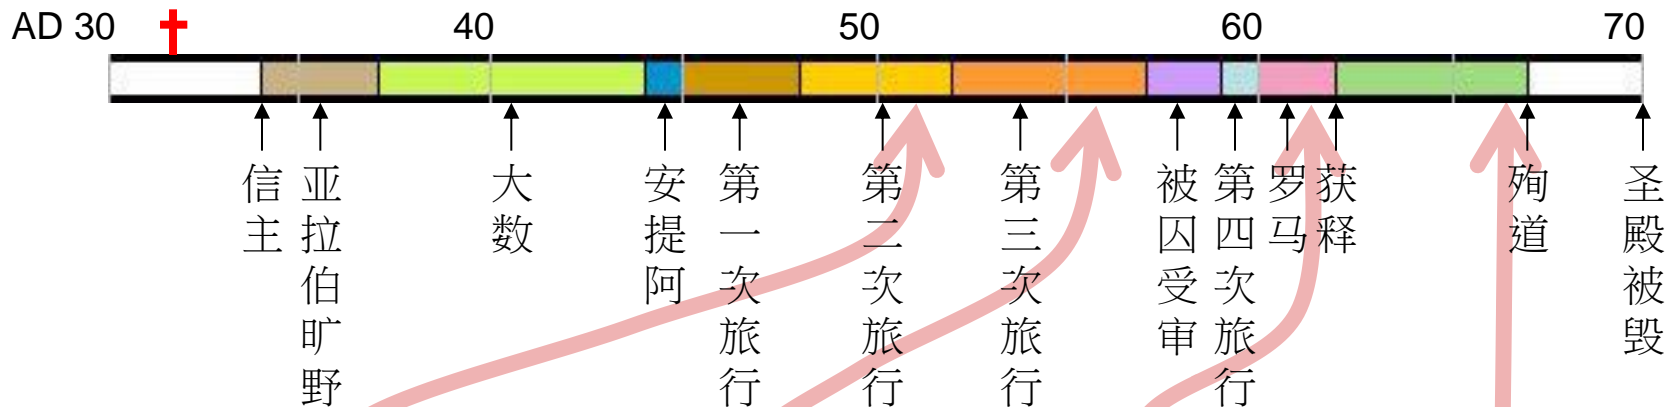 AD 30 40 50 60 70
信主
亚拉伯旷野
大数
安提阿
第一次旅行
第二次旅行
第三次旅行
被囚受审
第四次旅行
罗马
获释
殉道
圣殿被毁